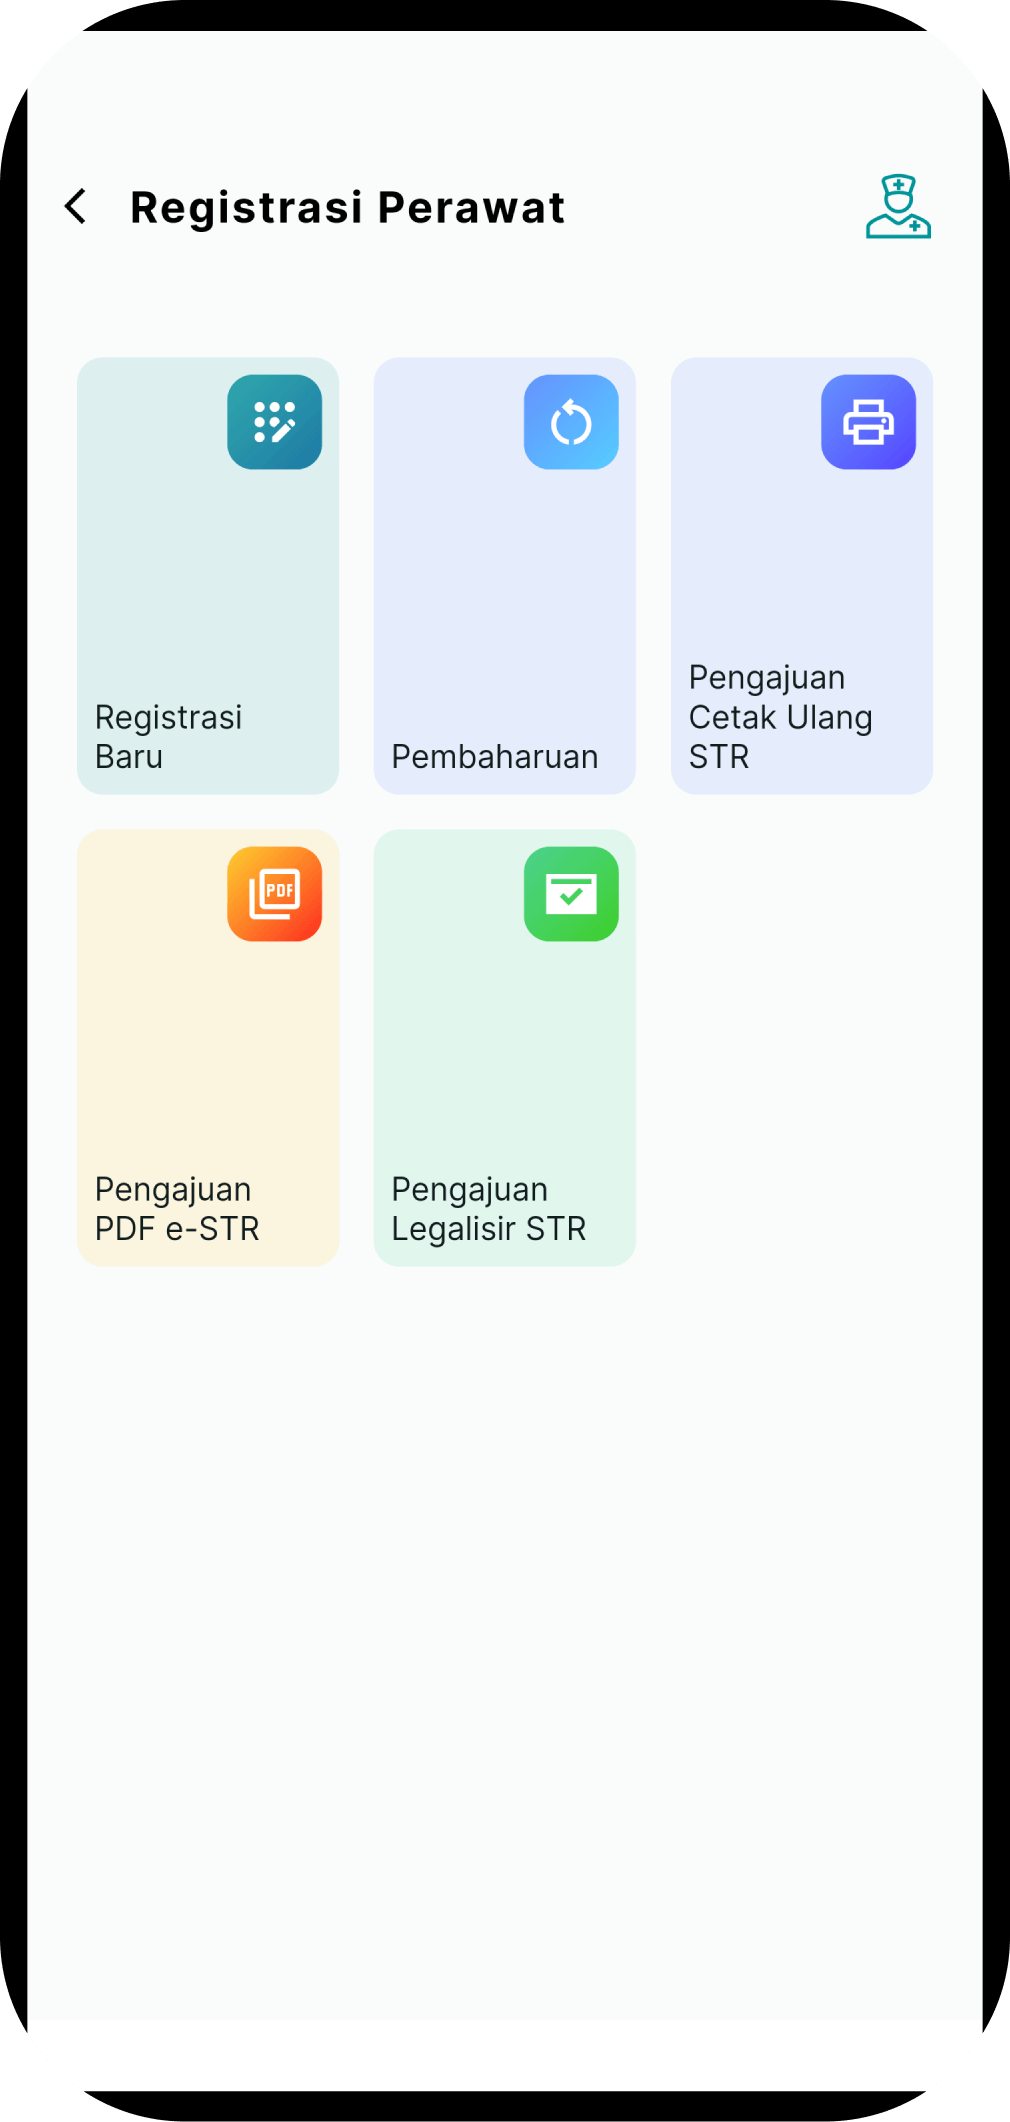 Registrasi Perawat
Registrasi
Baru
Pembaharuan
Pengajuan
Cetak Ulang
STR
PDF
Pengajuan
PDF e-STR
Pengajuan
Legalisir STR